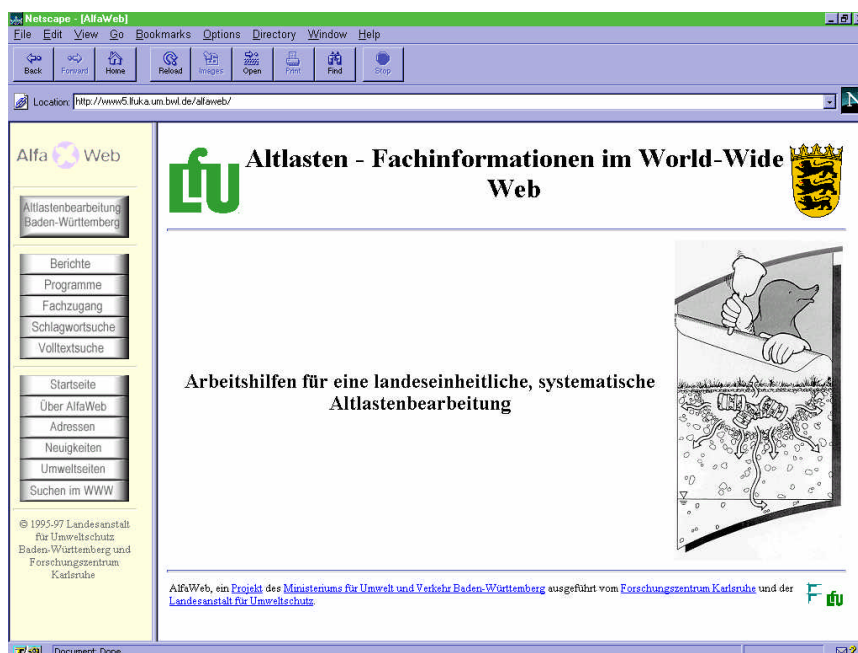 Netscape - [AlfaWeb]
File Edit View Go Bookmarks Options Directory Window Help
Back Forward Home Reload Images Open Print Find Stop
Location: http://www5.lfuka.um.bwl.de/alfaweb/
N
Alfa Web
Altlastenbearbeitung
Baden-Württemberg
Berichte
Programme
Fachzugang
Schlagwortsuche
Volltextsuche
Startseite
Über AlfaWeb
Adressen
Neuigkeiten
Umweltseiten
Suchen im WWW
© 1995-97 Landesanstalt
für Umweltschutz
Baden-Württemberg und
Forschungszentrum
Karlsruhe
LfU
Altlasten - Fachinformationen im World-Wide
Web
Arbeitshilfen für eine landeseinheitliche, systematische
Altlastenbearbeitung
AlfaWeb, ein Projekt des Ministeriums für Umwelt und Verkehr Baden-Württemberg ausgeführt vom Forschungszentrum Karlsruhe und der
Landesanstalt für Umweltschutz.
LfU
Document: Done